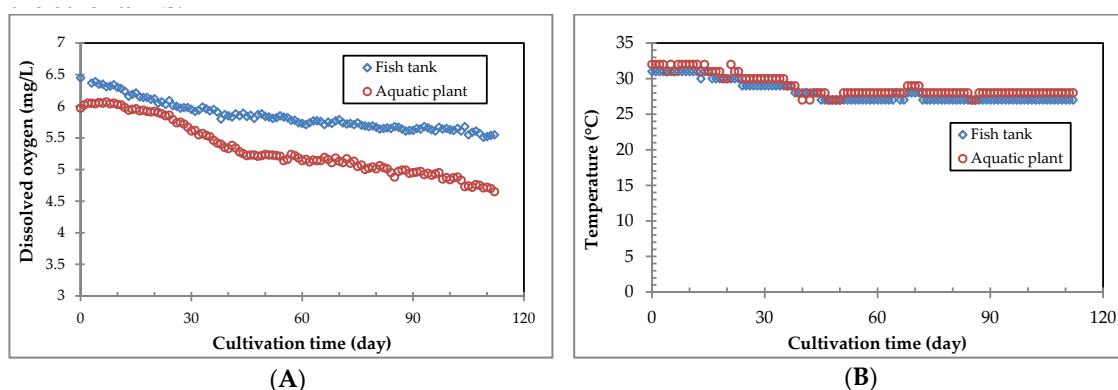 7
6.5
6
5.5
5
4.5
4
3.5
3
0
30
60
90
120
Dissolved oxygen (mg/L)
Cultivation time (day)
Fish tank
Aquatic plant
(A)
35
30
25
20
15
10
5
0
0
30
60
90
120
Temperature (°C)
Cultivation time (day)
Fish tank
Aquatic plant
(B)